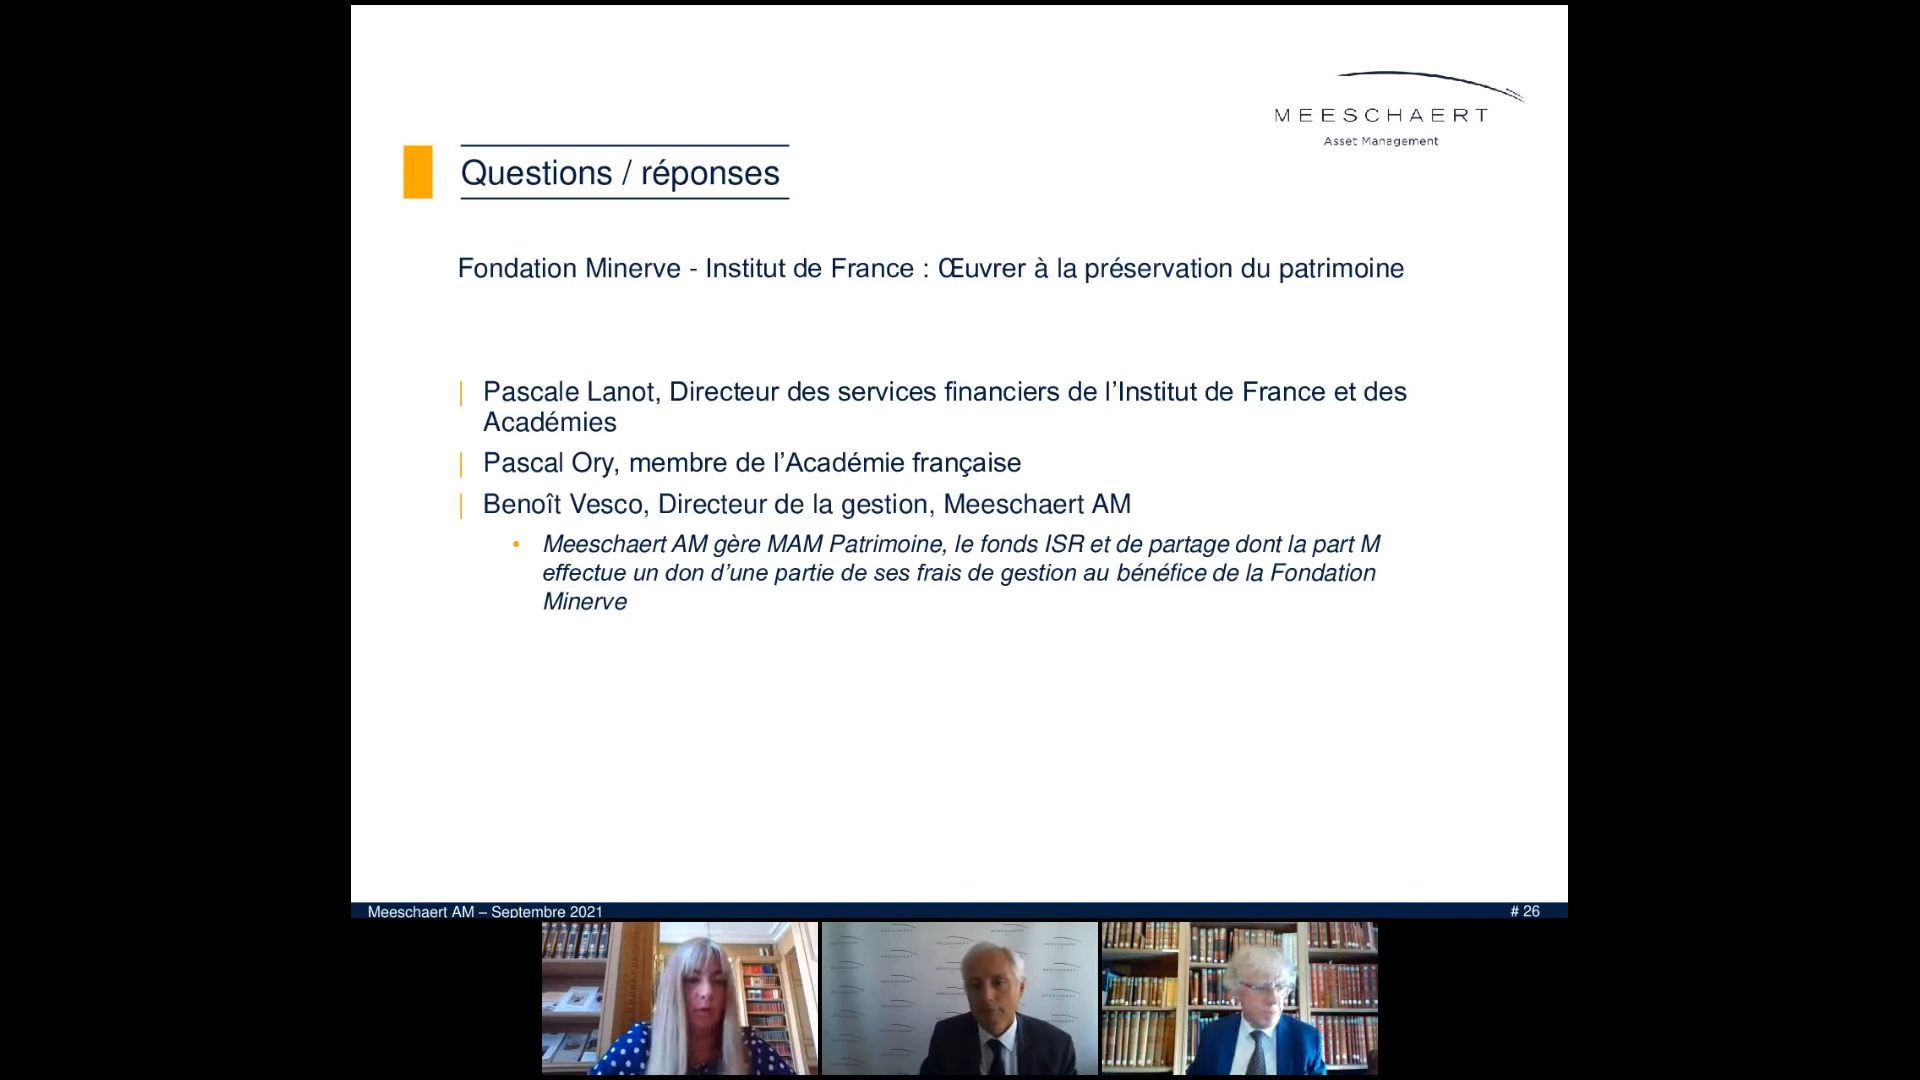 MEESCHAERT
Asset Management
Questions / réponses
Fondation Minerve - Institut de France : Œuvrer à la préservation du patrimoine
Pascale Lanot, Directeur des services financiers de l’Institut de France et des
Académies
Pascal Ory, membre de l’Académie française
Benoît Vesco, Directeur de la gestion, Meeschaert AM
Meeschaert AM gère MAM Patrimoine, le fonds ISR et de partage dont la part M
effectue un don d’une partie de ses frais de gestion au bénéfice de la Fondation
Minerve
Meeschaert AM – Septembre 2021
# 26